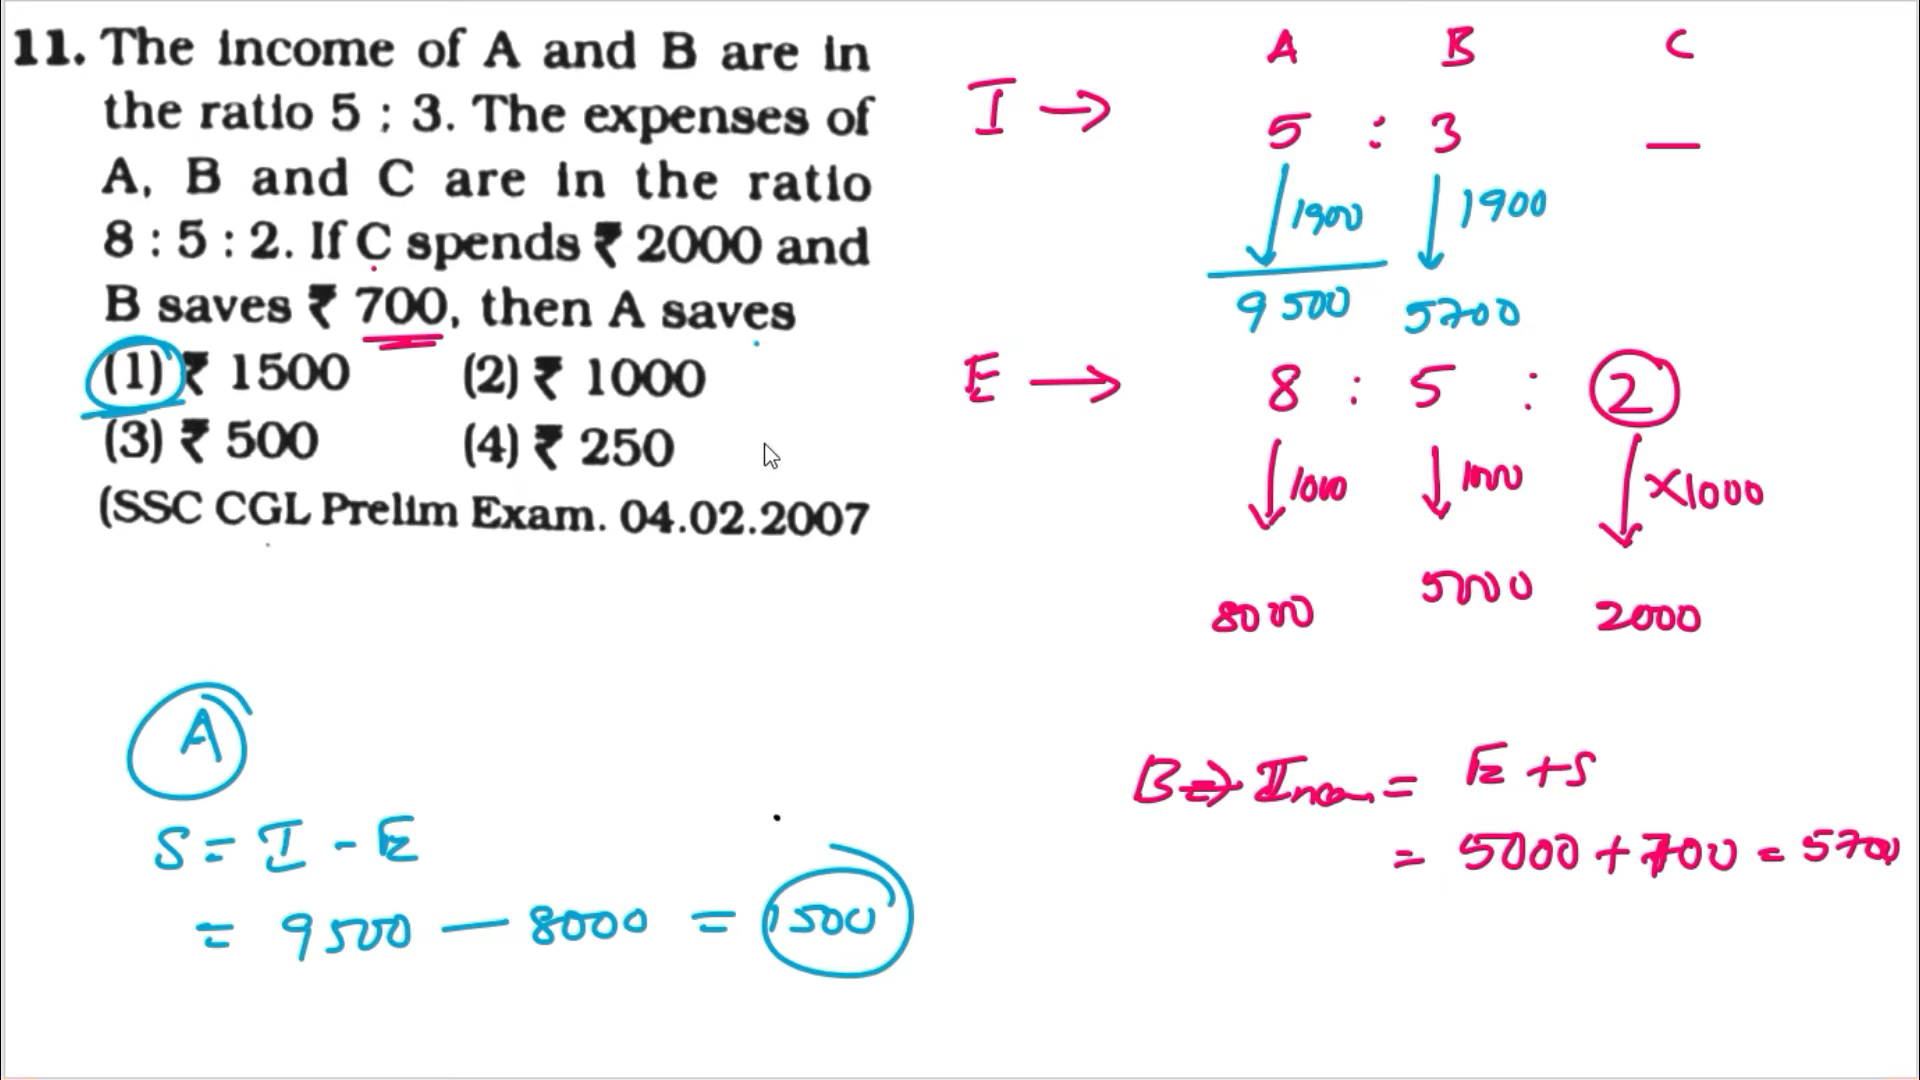 11. The income of A and B are in
the ratio 5 : 3. The expenses of
A, B and C are in the ratio
8 : 5 : 2. If C spends ₹ 2000 and
B saves ₹ 700, then A saves
(1) ₹ 1500 (2) ₹ 1000
(3) ₹ 500 (4) ₹ 250
(SSC CGL Prelim Exam. 04.02.2007
A B C
I → 5 : 3 —
1900 1900
9500 5700
E → 8 : 5 : 2
1000 1000 ×1000
8000 5000 2000
A
S = I - E
= 9500 — 8000 = 1500
B ⇒ Incom = E + S
= 5000 + 700 = 5700